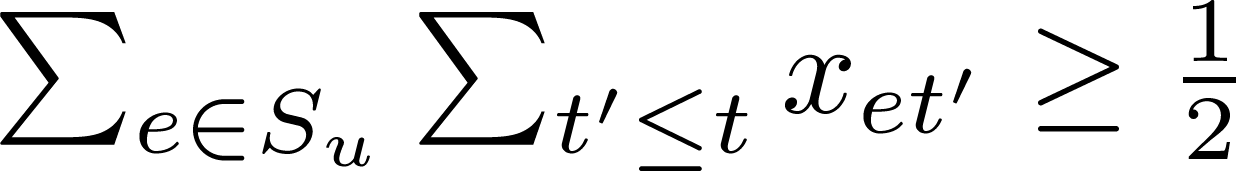 ∑_{e∈S_u} ∑_{t′≤t} x_{et′} ≥ 1/2